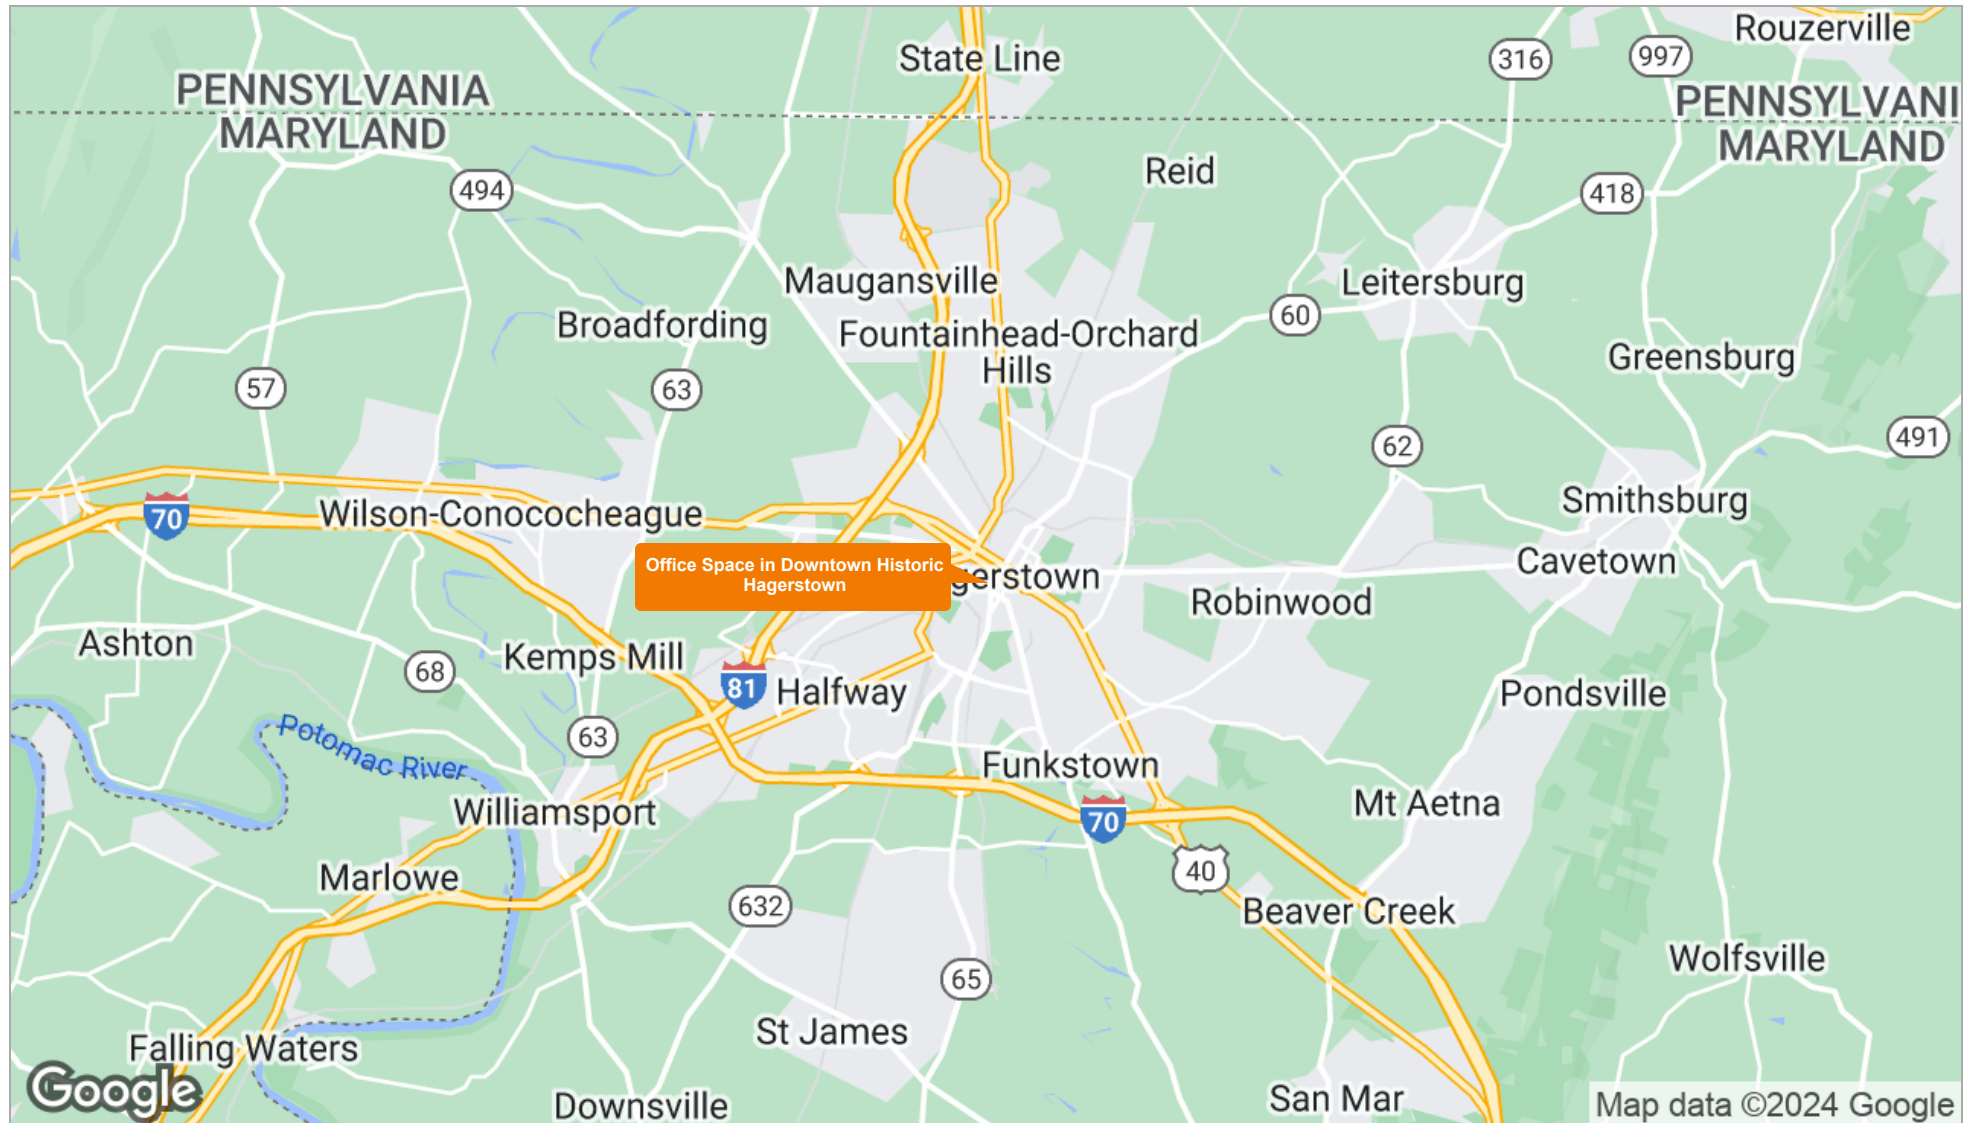 State Line
316
997
Rouzerville
PENNSYLVANIA
MARYLAND
PENNSYLVANI
MARYLAND
Reid
494
418
Maugansville
Leitersburg
Broadfording
60
Fountainhead-Orchard
Hills
Greensburg
57
63
62
491
70
Wilson-Conococheague
Smithsburg
Office Space in Downtown Historic
Hagerstown
gerstown
Cavetown
Robinwood
Ashton
Kemps Mill
68
81
Halfway
Pondsville
63
Potomac River
Funkstown
Williamsport
70
Mt Aetna
40
Marlowe
632
Beaver Creek
65
Wolfsville
St James
Falling Waters
Google
Downsville
San Mar
Map data ©2024 Google